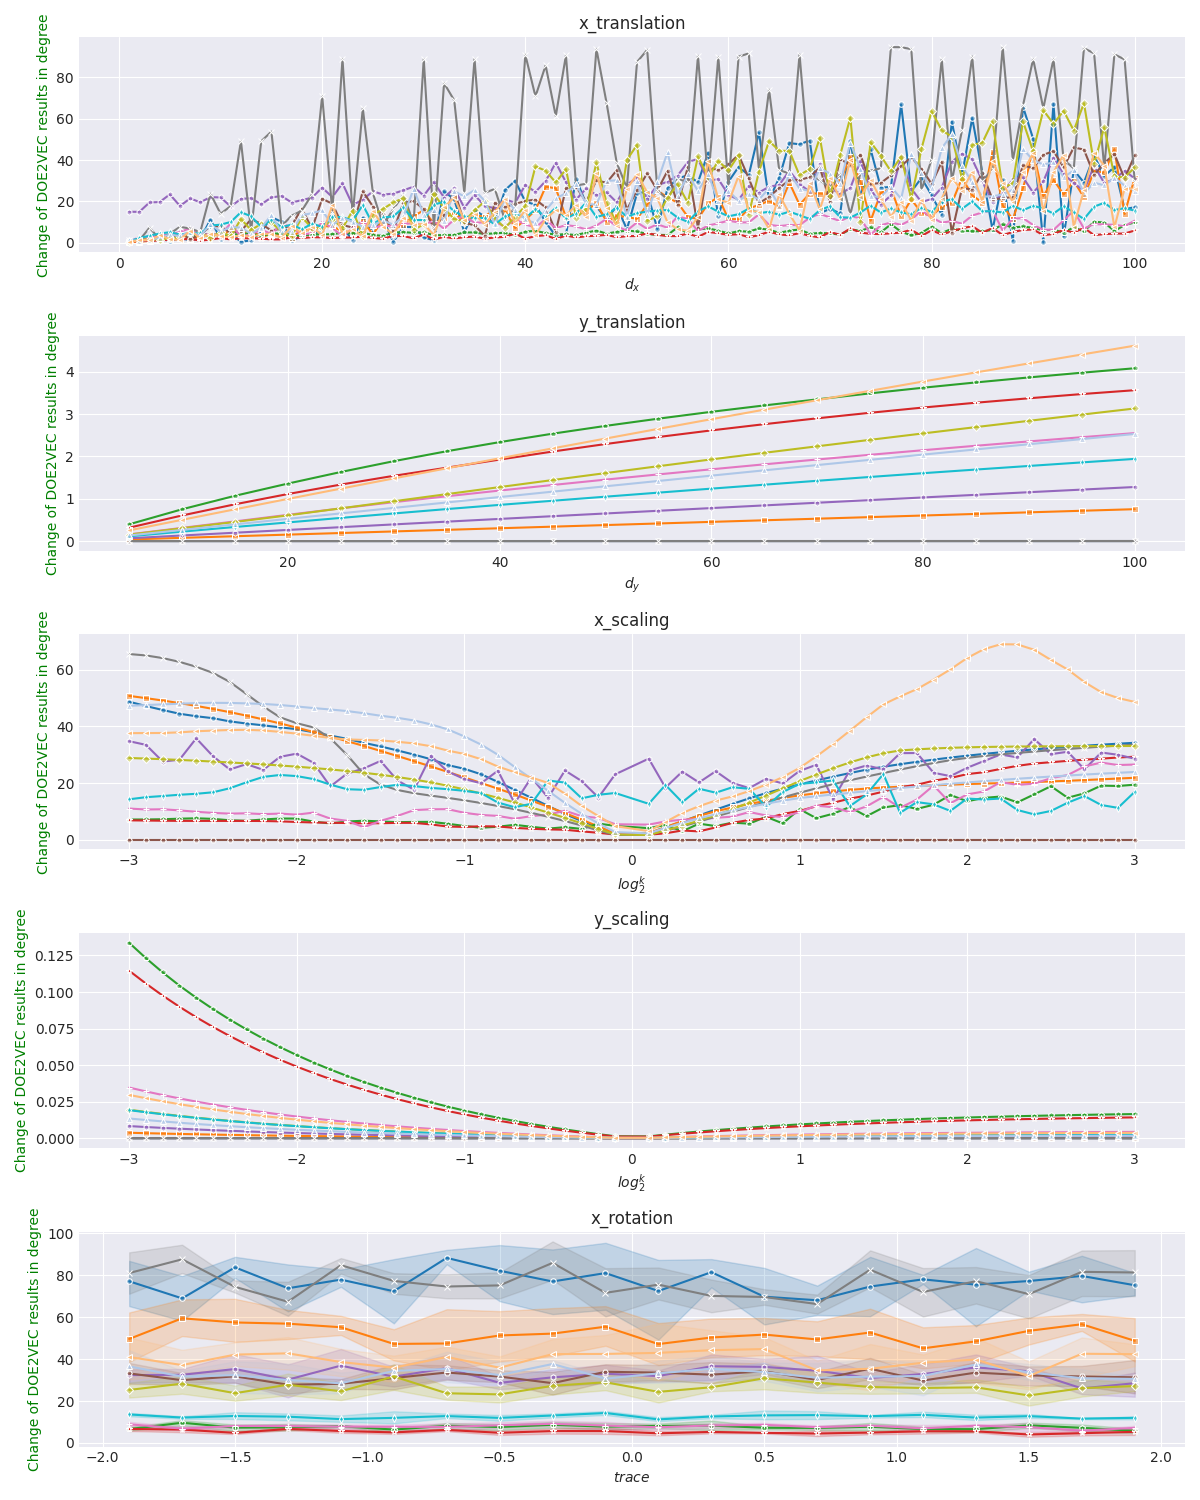 x_translation
Change of DOE2VEC results in degree
80
60
40
20
0
0 20 40 60 80 100
d_x
y_translation
Change of DOE2VEC results in degree
4
3
2
1
0
20 40 60 80 100
d_y
x_scaling
Change of DOE2VEC results in degree
60
40
20
0
−3 −2 −1 0 1 2 3
log_2^k
y_scaling
Change of DOE2VEC results in degree
0.125
0.100
0.075
0.050
0.025
0.000
−3 −2 −1 0 1 2 3
log_2^k
x_rotation
Change of DOE2VEC results in degree
100
80
60
40
20
0
−2.0 −1.5 −1.0 −0.5 0.0 0.5 1.0 1.5 2.0
trace